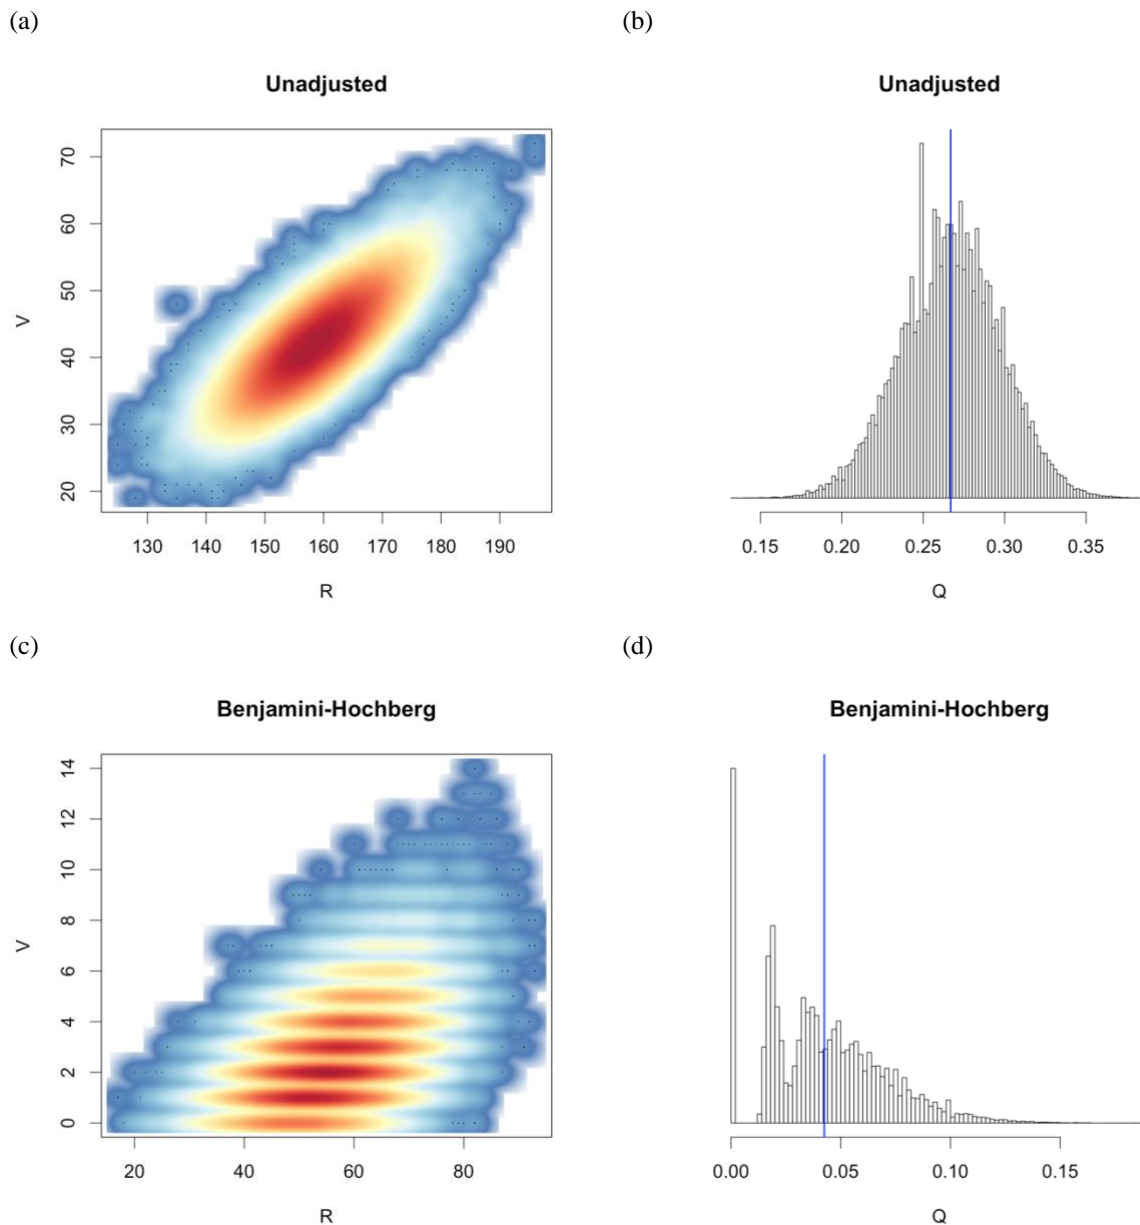 (a)
(b)
Unadjusted
Unadjusted
70
60
50
40
30
20
V
130 140 150 160 170 180 190
R
0.15 0.20 0.25 0.30 0.35
Q
(c)
(d)
Benjamini-Hochberg
Benjamini-Hochberg
14
12
10
8
6
4
2
0
V
20 40 60 80
R
0.00 0.05 0.10 0.15
Q